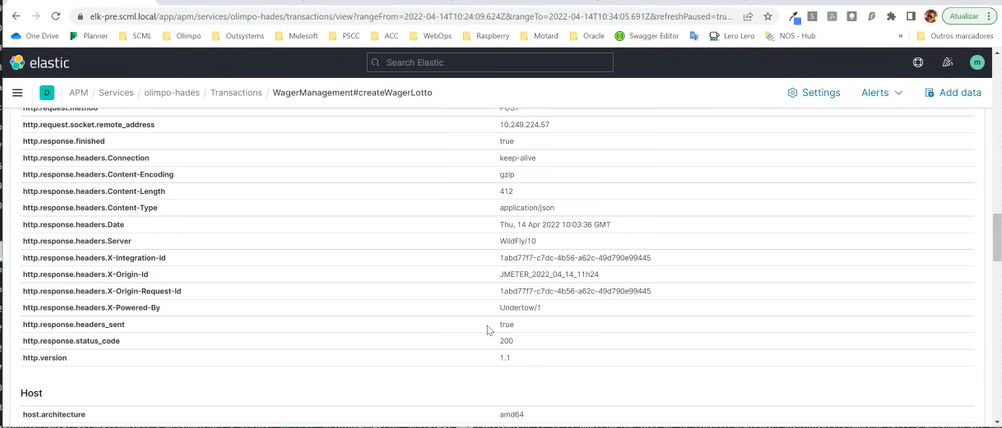 elk-pre.scml.local/app/apm/services/olimpo-hades/transactions/view?rangeFrom=2022-04-14T10:24:09.624Z&rangeTo=2022-04-14T10:34:05.691Z&refreshPaused=tru...
Atualizar
One Drive Planner SCML Olimpo Outsystems Mulesoft PSCC ACC WebOps Raspberry Motard Oracle Swagger Editor Lero Lero NOS - Hub » Outros marcadores
elastic Search Elastic m
D APM Services olimpo-hades Transactions WagerManagement#createWagerLotto Settings Alerts Add data
http.request.method POST
http.request.socket.remote_address 10.249.224.57
http.response.finished true
http.response.headers.Connection keep-alive
http.response.headers.Content-Encoding gzip
http.response.headers.Content-Length 412
http.response.headers.Content-Type application/json
http.response.headers.Date Thu, 14 Apr 2022 10:03:36 GMT
http.response.headers.Server WildFly/10
http.response.headers.X-Integration-Id 1abd77f7-c7dc-4b56-a62c-49d790e99445
http.response.headers.X-Origin-Id JMETER_2022_04_14_11h24
http.response.headers.X-Origin-Request-Id 1abd77f7-c7dc-4b56-a62c-49d790e99445
http.response.headers.X-Powered-By Undertow/1
http.response.headers_sent true
http.response.status_code 200
http.version 1.1
Host
host.architecture amd64